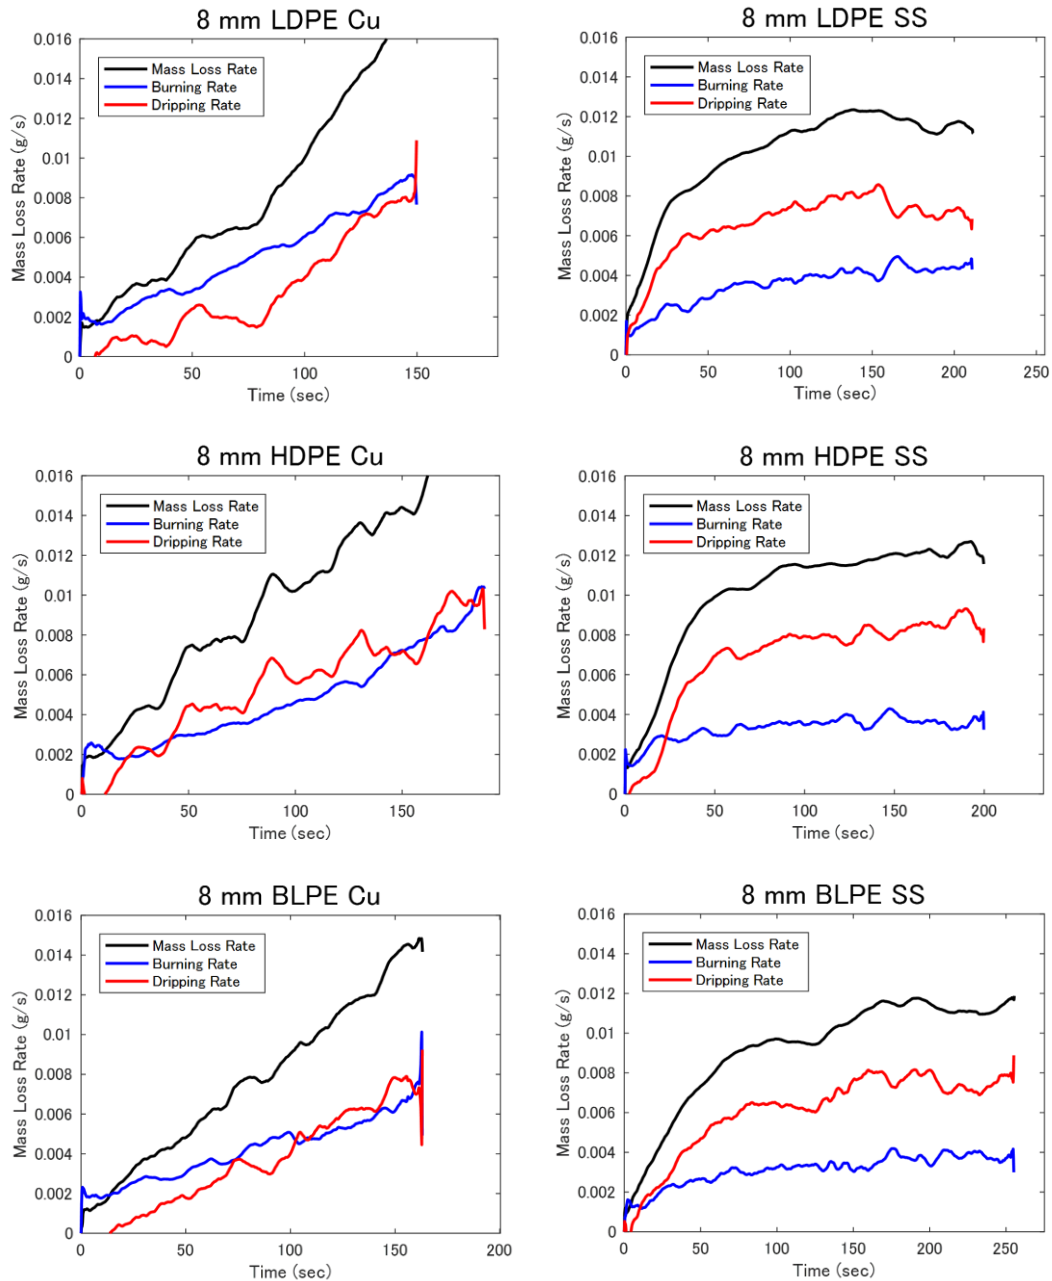 8 mm LDPE Cu
0.016
0.014
0.012
0.01
0.008
0.006
0.004
0.002
0
Mass Loss Rate (g/s)
Mass Loss Rate
Burning Rate
Dripping Rate
0 50 100 150
Time (sec)
8 mm LDPE SS
0.016
0.014
0.012
0.01
0.008
0.006
0.004
0.002
0
Mass Loss Rate (g/s)
Mass Loss Rate
Burning Rate
Dripping Rate
0 50 100 150 200 250
Time (sec)
8 mm HDPE Cu
0.016
0.014
0.012
0.01
0.008
0.006
0.004
0.002
0
Mass Loss Rate (g/s)
Mass Loss Rate
Burning Rate
Dripping Rate
0 50 100 150
Time (sec)
8 mm HDPE SS
0.016
0.014
0.012
0.01
0.008
0.006
0.004
0.002
0
Mass Loss Rate (g/s)
Mass Loss Rate
Burning Rate
Dripping Rate
0 50 100 150 200
Time (sec)
8 mm BLPE Cu
0.016
0.014
0.012
0.01
0.008
0.006
0.004
0.002
0
Mass Loss Rate (g/s)
Mass Loss Rate
Burning Rate
Dripping Rate
0 50 100 150 200
Time (sec)
8 mm BLPE SS
0.016
0.014
0.012
0.01
0.008
0.006
0.004
0.002
0
Mass Loss Rate (g/s)
Mass Loss Rate
Burning Rate
Dripping Rate
0 50 100 150 200 250
Time (sec)